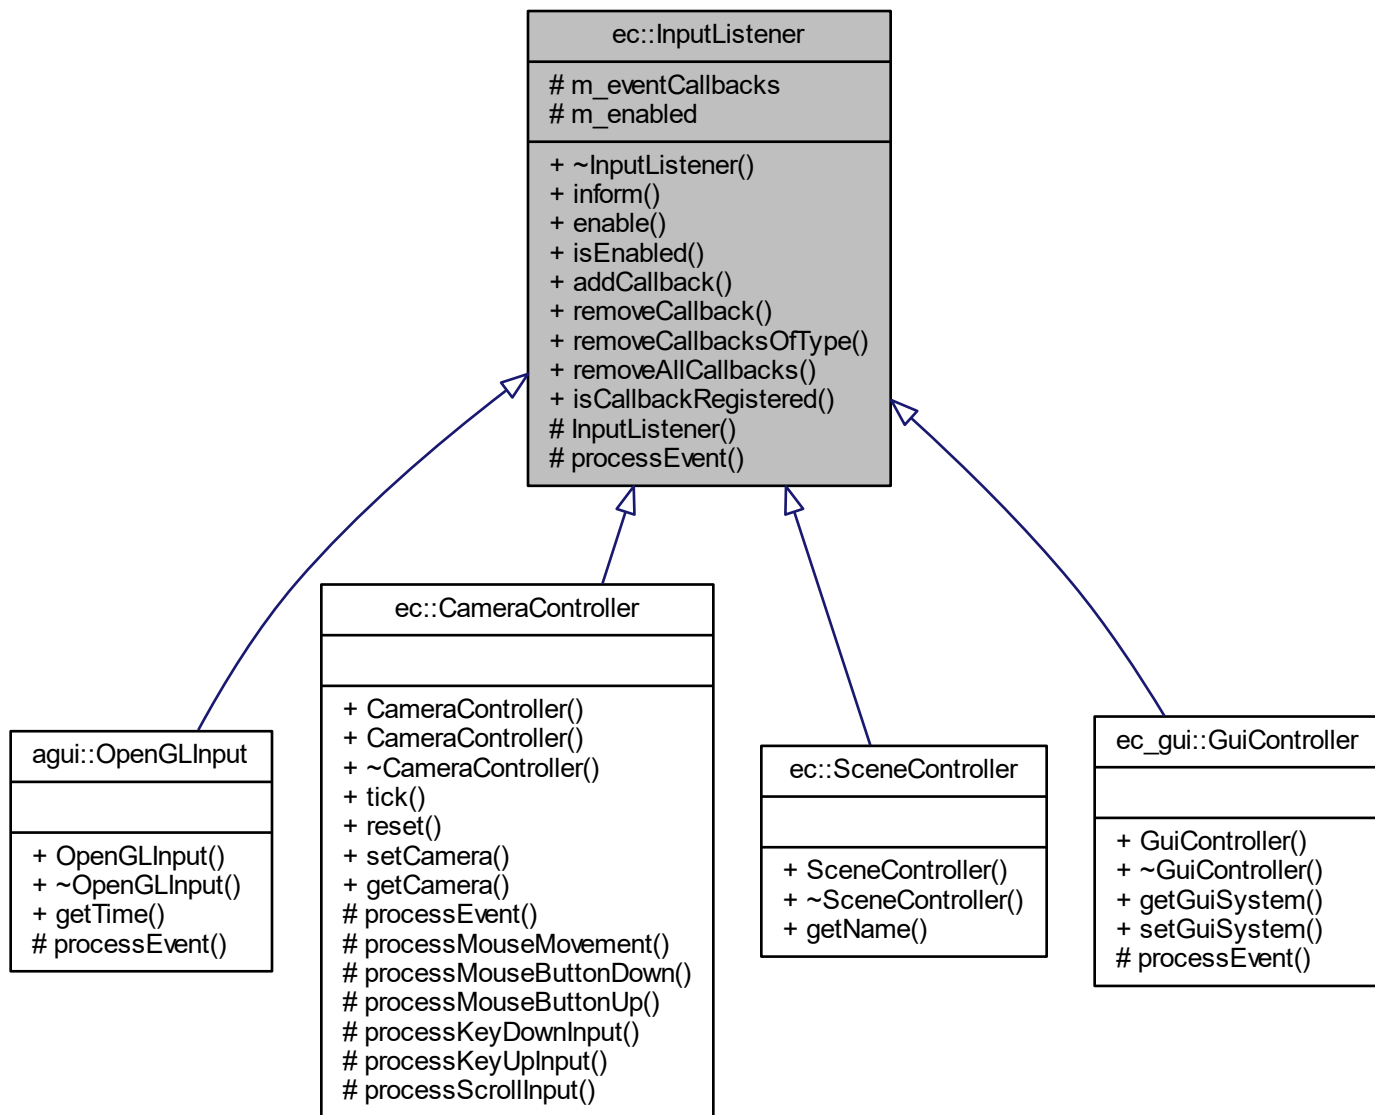 ec::InputListener
# m_eventCallbacks
# m_enabled
+ ~InputListener()
+ inform()
+ enable()
+ isEnabled()
+ addCallback()
+ removeCallback()
+ removeCallbacksOfType()
+ removeAllCallbacks()
+ isCallbackRegistered()
# InputListener()
# processEvent()
agui::OpenGLInput
+ OpenGLInput()
+ ~OpenGLInput()
+ getTime()
# processEvent()
ec::CameraController
+ CameraController()
+ CameraController()
+ ~CameraController()
+ tick()
+ reset()
+ setCamera()
+ getCamera()
# processEvent()
# processMouseMovement()
# processMouseButtonDown()
# processMouseButtonUp()
# processKeyDownInput()
# processKeyUpInput()
# processScrollInput()
ec::SceneController
+ SceneController()
+ ~SceneController()
+ getName()
ec_gui::GuiController
+ GuiController()
+ ~GuiController()
+ getGuiSystem()
+ setGuiSystem()
# processEvent()